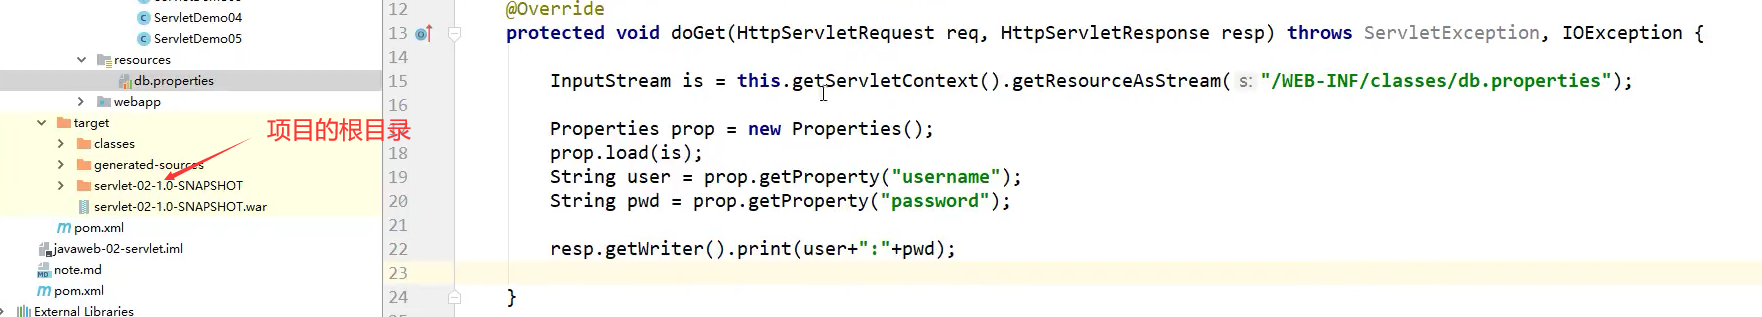 ServletDemo04
ServletDemo05
resources
db.properties
webapp
target
classes
generated-sources
servlet-02-1.0-SNAPSHOT
servlet-02-1.0-SNAPSHOT.war
pom.xml
javaweb-02-servlet.iml
note.md
pom.xml
External Libraries
项目的根目录
12 @Override
13 protected void doGet(HttpServletRequest req, HttpServletResponse resp) throws ServletException, IOException {
14
15 InputStream is = this.getServletContext().getResourceAsStream( s: "/WEB-INF/classes/db.properties");
16
Properties prop = new Properties();
18 prop.load(is);
19 String user = prop.getProperty("username");
20 String pwd = prop.getProperty("password");
21
22 resp.getWriter().print(user+":"+pwd);
23
24 }